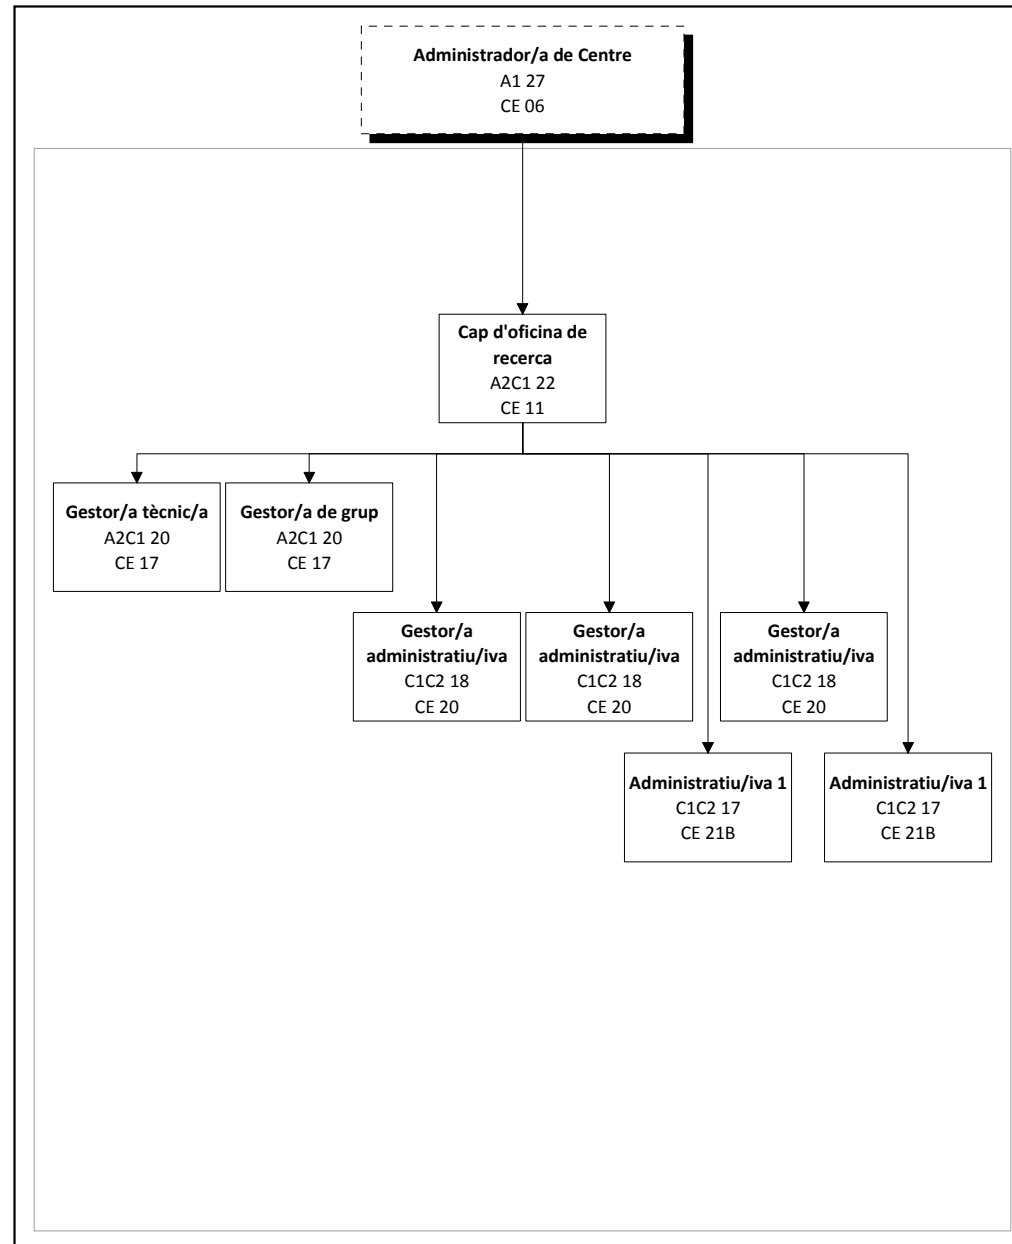 Administrador/a de Centre
A1 27
CE 06
Cap d'oficina de
recerca
A2C1 22
CE 11
Gestor/a tècnic/a
A2C1 20
CE 17
Gestor/a de grup
A2C1 20
CE 17
Gestor/a
administratiu/iva
C1C2 18
CE 20
Gestor/a
administratiu/iva
C1C2 18
CE 20
Gestor/a
administratiu/iva
C1C2 18
CE 20
Administratiu/iva 1
C1C2 17
CE 21B
Administratiu/iva 1
C1C2 17
CE 21B